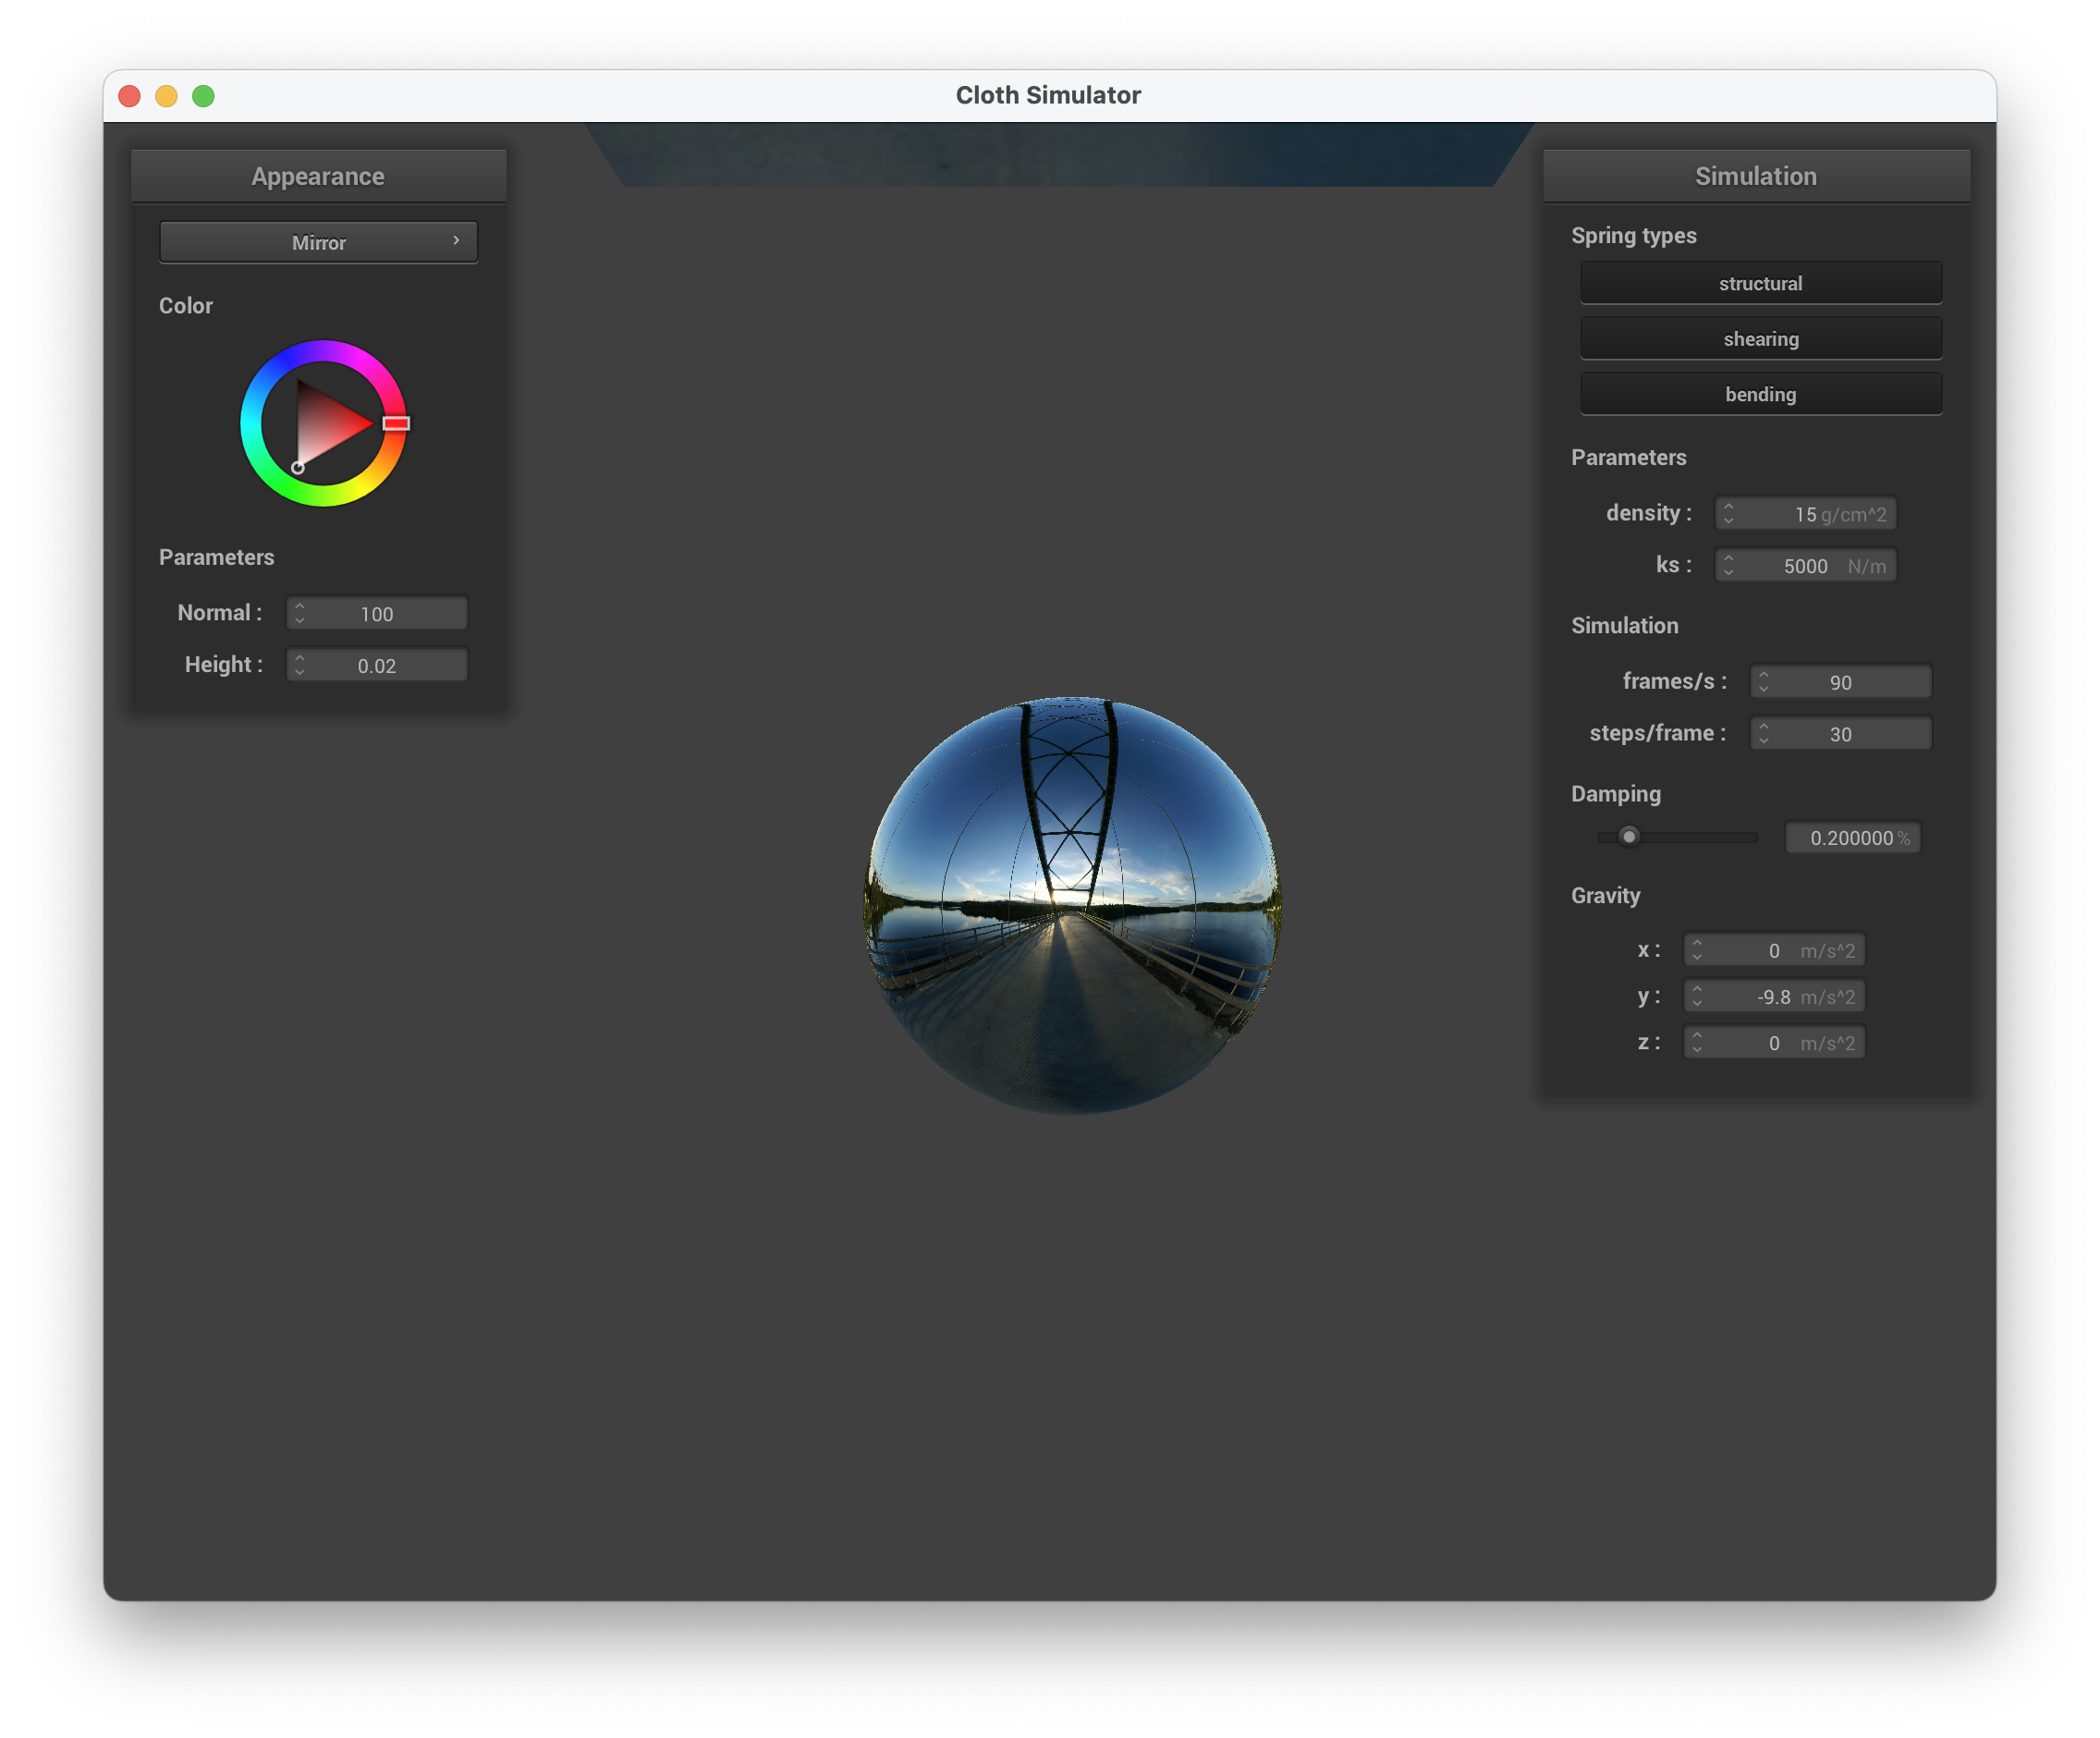 Cloth Simulator
Appearance
Mirror
Color
Parameters
Normal : 100
Height : 0.02
Simulation
Spring types
structural
shearing
bending
Parameters
density : 15 g/cm^2
ks : 5000 N/m
Simulation
frames/s : 90
steps/frame : 30
Damping
0.200000 %
Gravity
x : 0 m/s^2
y : -9.8 m/s^2
z : 0 m/s^2